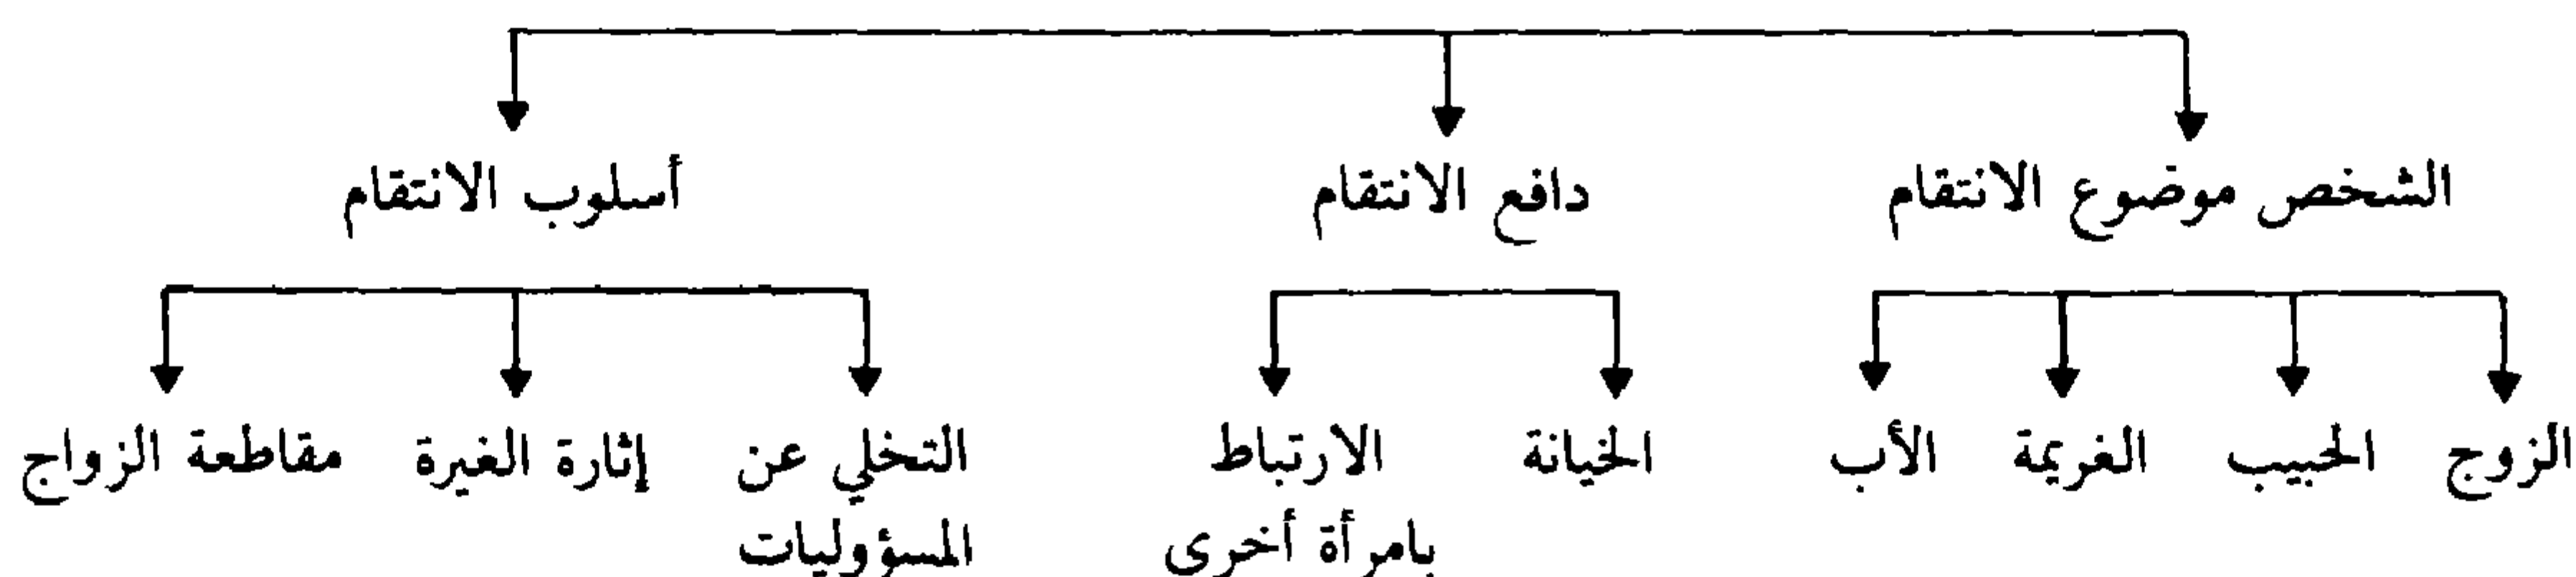 الشخص موضوع الانتقام
دافع الانتقام
أسلوب الانتقام
الزوج
الحبيب
الغريمة
الأب
الخيانة
الارتباط
بامرأة أخرى
التخلي عن
المسؤوليات
إثارة الغيرة
مقاطعة الزواج